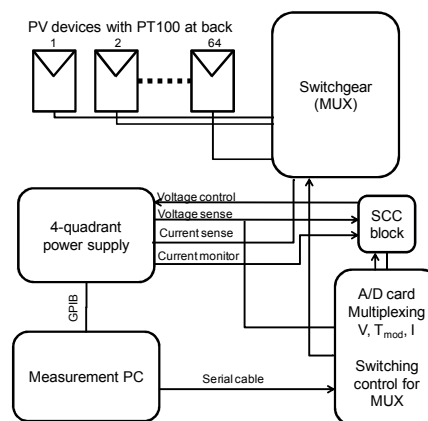 PV devices with PT100 at back
1 2 64
Switchgear
(MUX)
Voltage control
Voltage sense
Current sense
Current monitor
4-quadrant
power supply
SCC
block
GPIB
A/D card
Multiplexing
V, Tmod, I
Switching
control for
MUX
Measurement PC
Serial cable